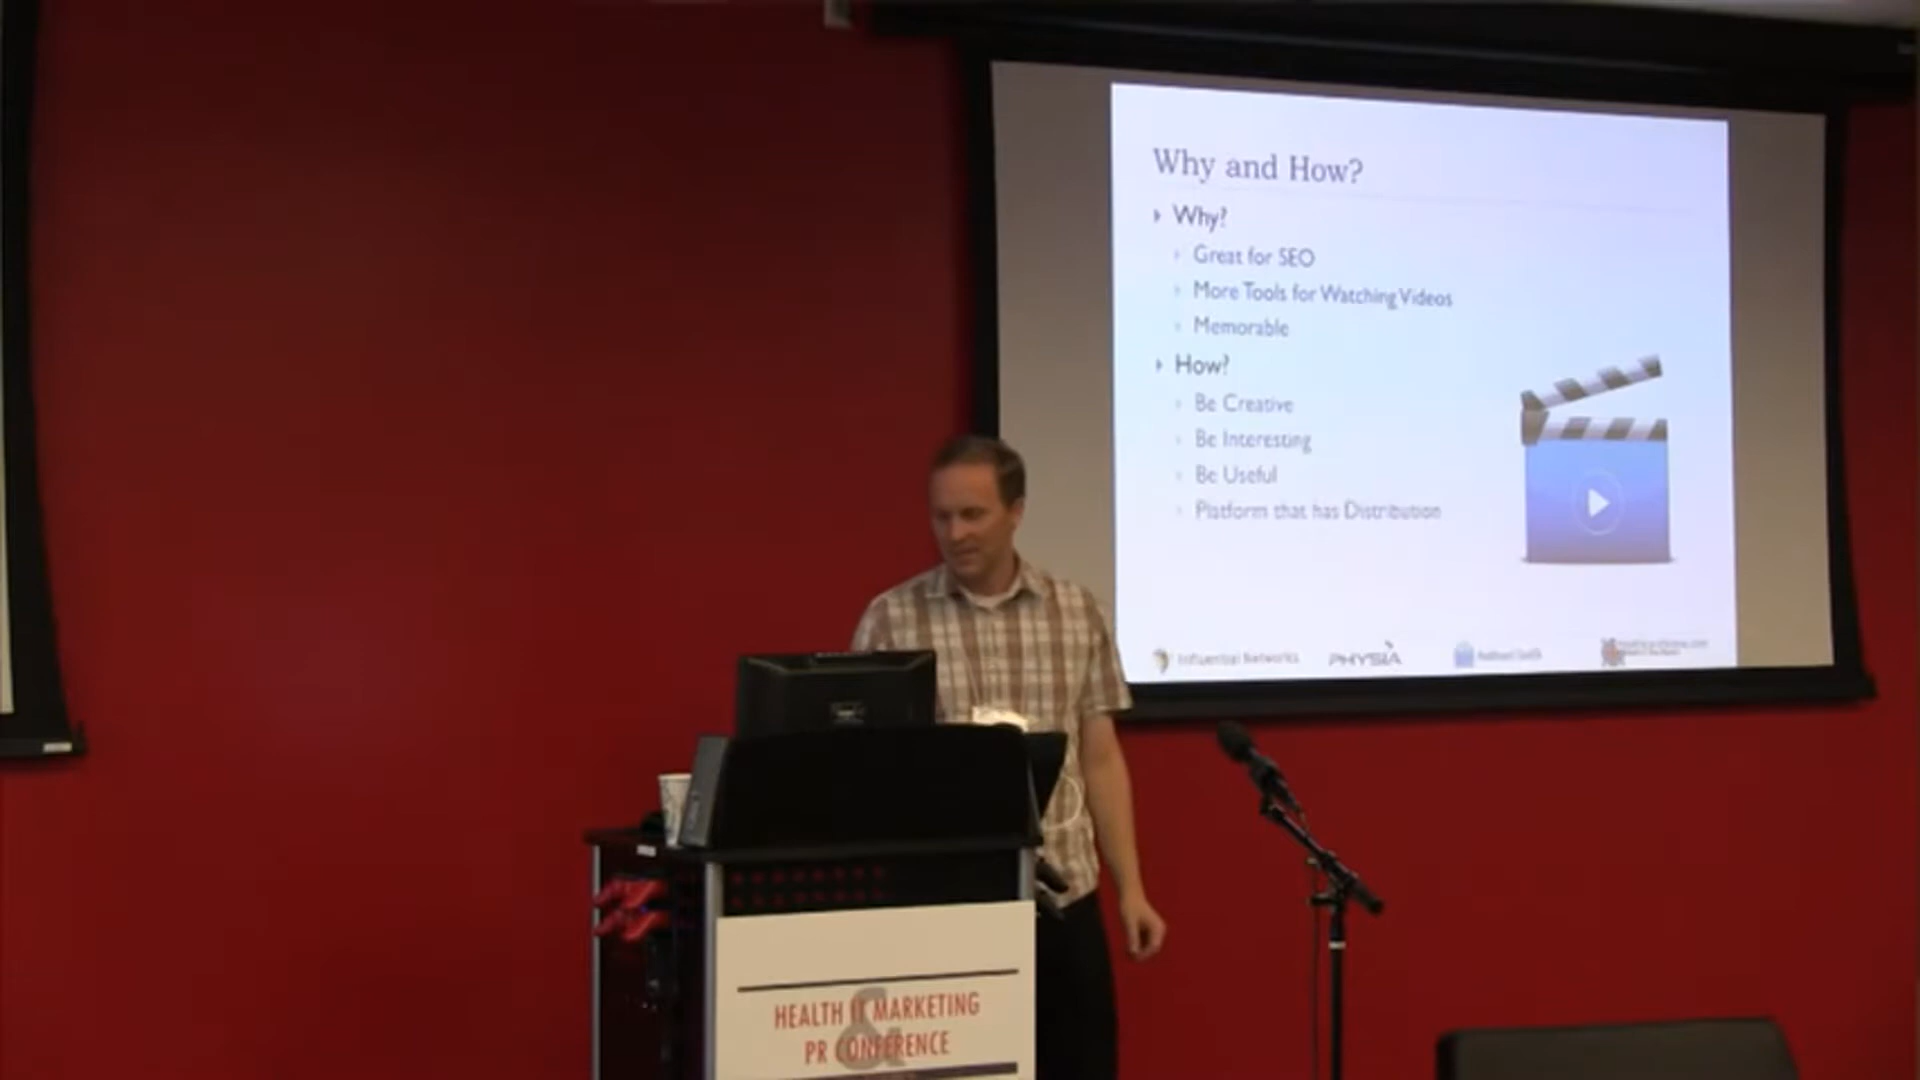 Why and How?
Why?
Great for SEO
More Tools for Watching Videos
Memorable
How?
Be Creative
Be Interesting
Be Useful
Platform that has Distribution
Influential Networks
PHYSIA
HEALTH IT MARKETING
&
PR CONFERENCE